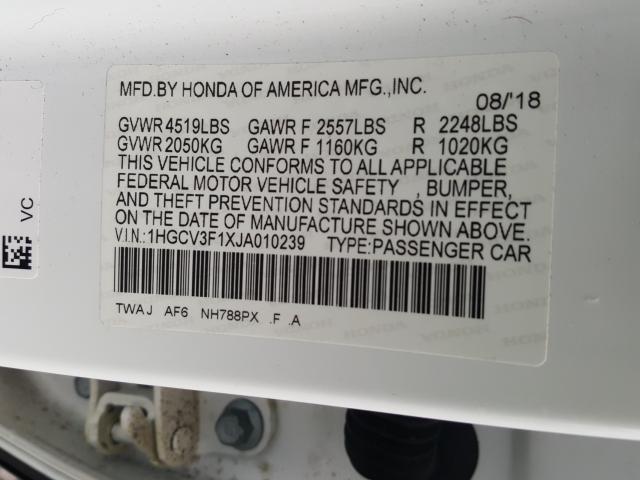 MFD.BY HONDA OF AMERICA MFG.,INC.
08/'18
GVWR 4519LBS GAWR F 2557LBS R 2248LBS
GVWR 2050KG GAWR F 1160KG R 1020KG
THIS VEHICLE CONFORMS TO ALL APPLICABLE
FEDERAL MOTOR VEHICLE SAFETY , BUMPER,
AND THEFT PREVENTION STANDARDS IN EFFECT
ON THE DATE OF MANUFACTURE SHOWN ABOVE.
V.I.N.:1HGCV3F1XJA010239 TYPE:PASSENGER CAR
TWAJ AF6 NH788PX .F .A
VC